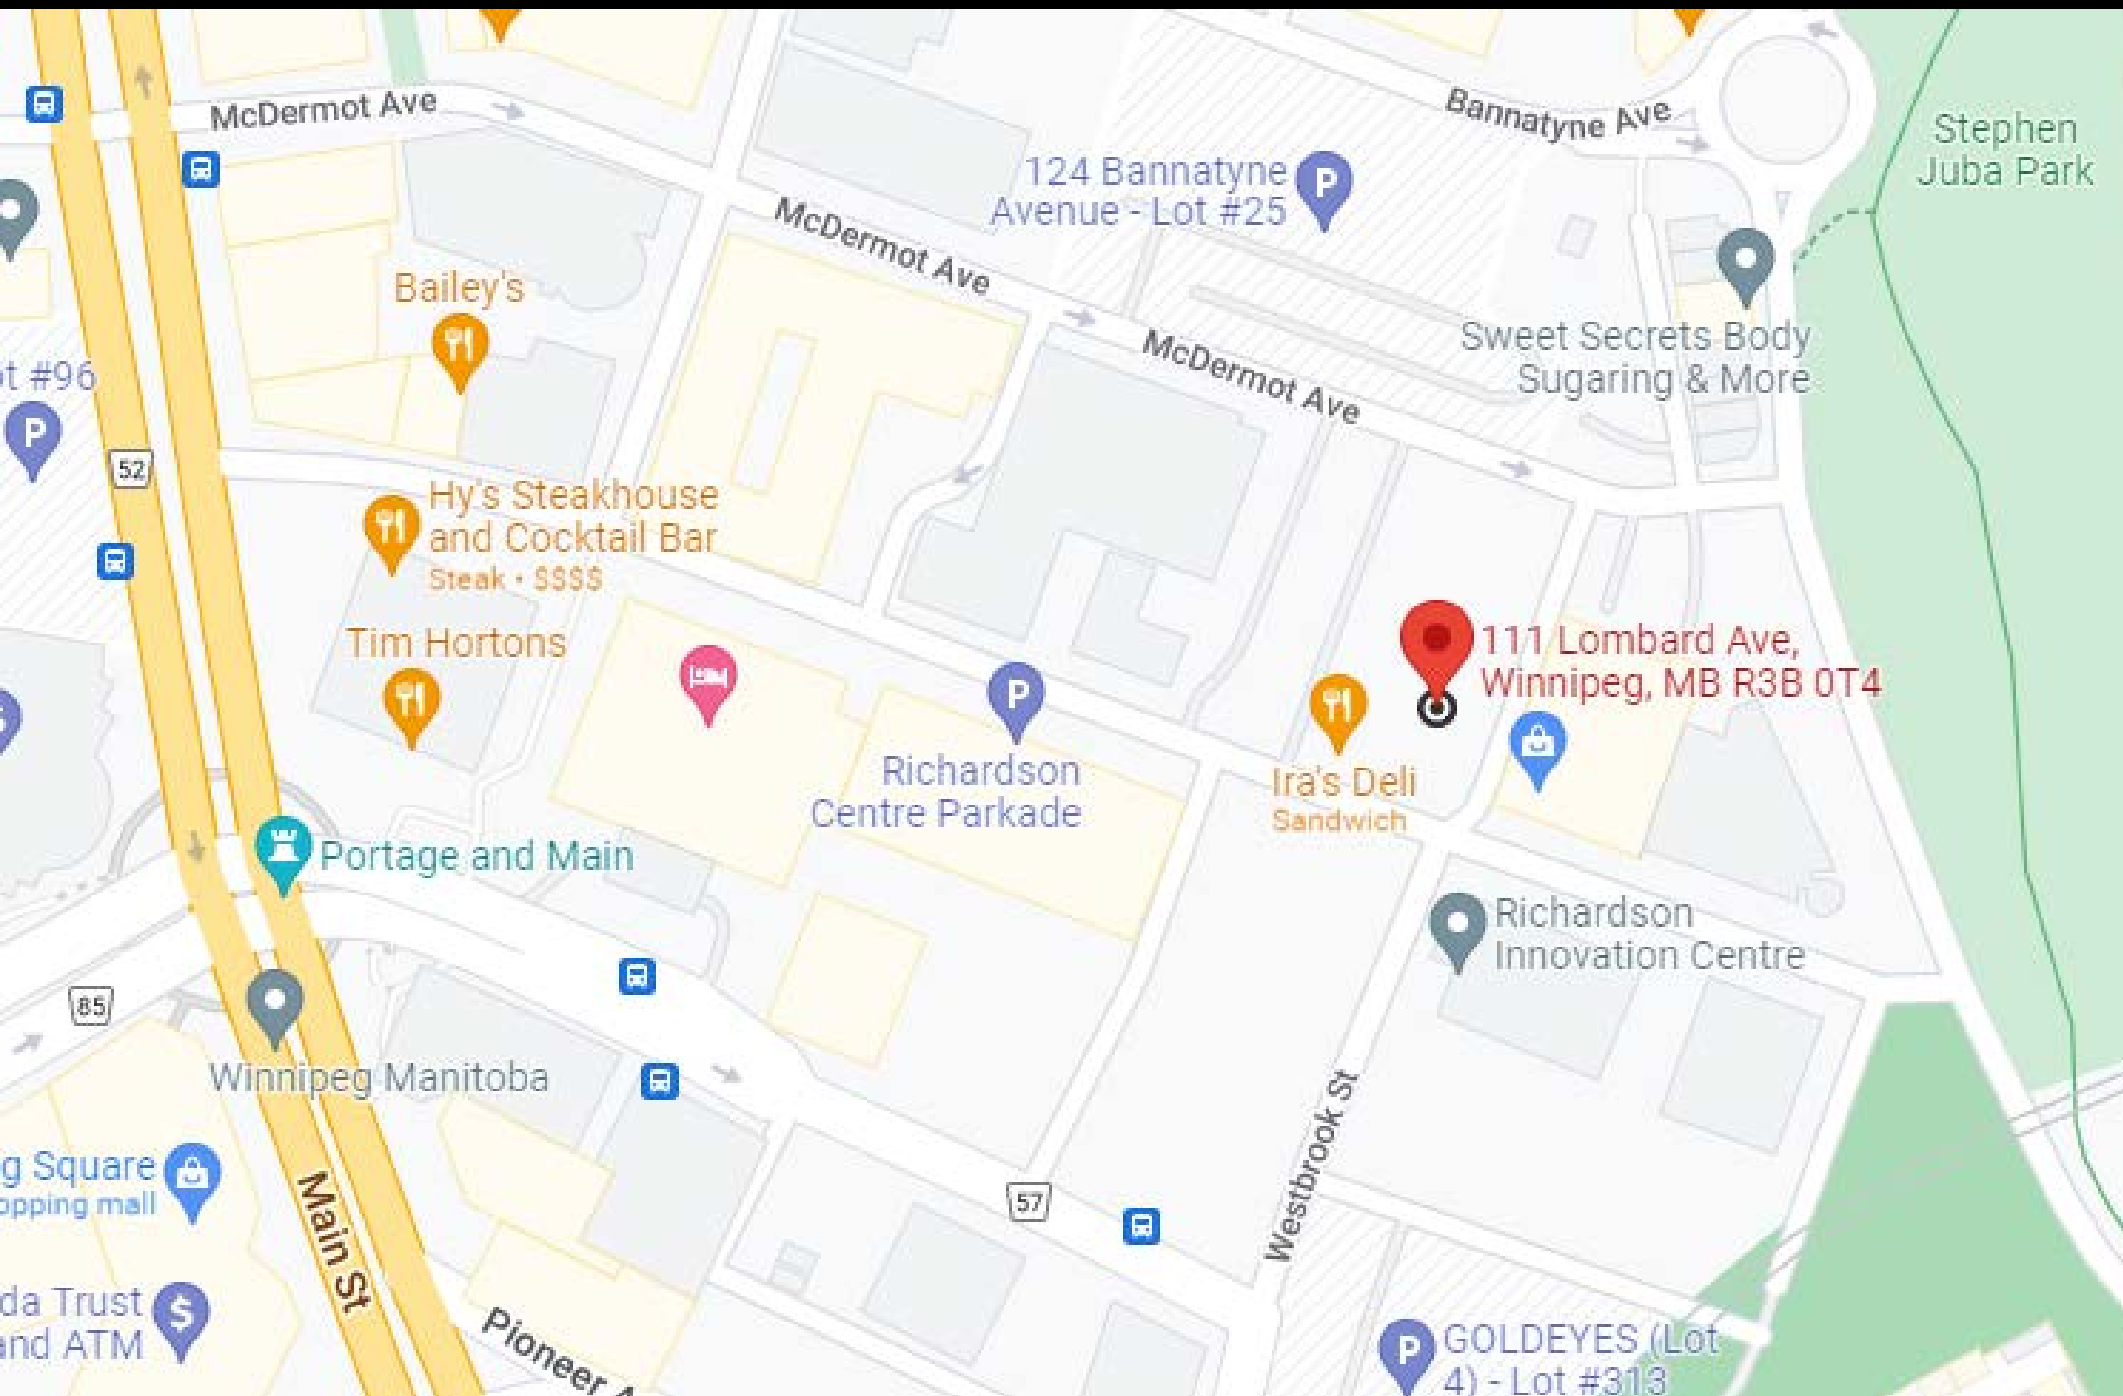 McDermot Ave
Bannatyne Ave
Stephen
Juba Park
124 Bannatyne
Avenue - Lot #25
P
McDermot Ave
Bailey's
McDermot Ave
Sweet Secrets Body
Sugaring & More
#96
P
52
Hy's Steakhouse
and Cocktail Bar
Steak • $$$$
Tim Hortons
111 Lombard Ave,
Winnipeg, MB R3B 0T4
P
Richardson
Centre Parkade
Ira's Deli
Sandwich
Portage and Main
Richardson
Innovation Centre
85
Winnipeg Manitoba
Westbrook St
g Square
opping mall
Main St
57
da Trust
and ATM
$
Pioneer A
P
GOLDEYES (Lot
4) - Lot #313